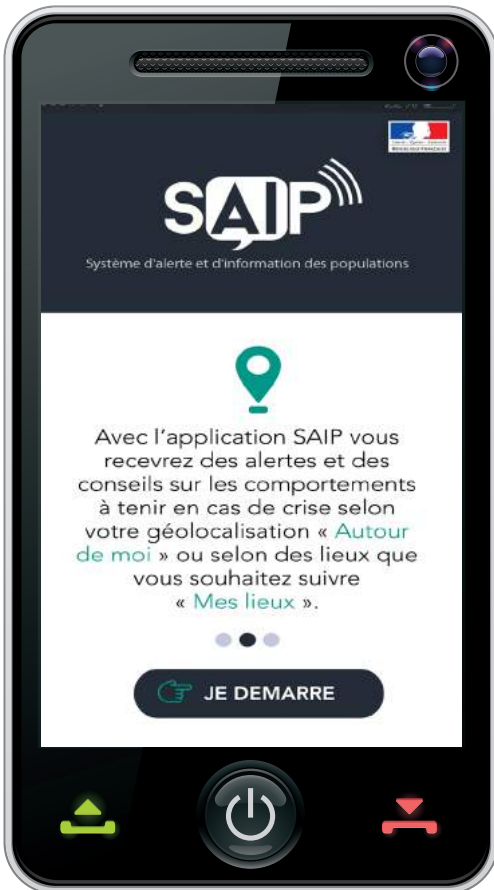 RÉPUBLIQUE FRANÇAISE
SAIP
Système d'alerte et d'information des populations
Avec l'application SAIP vous
recevrez des alertes et des
conseils sur les comportements
à tenir en cas de crise selon
votre géolocalisation « Autour
de moi » ou selon des lieux que
vous souhaitez suivre
« Mes lieux ».
JE DEMARRE